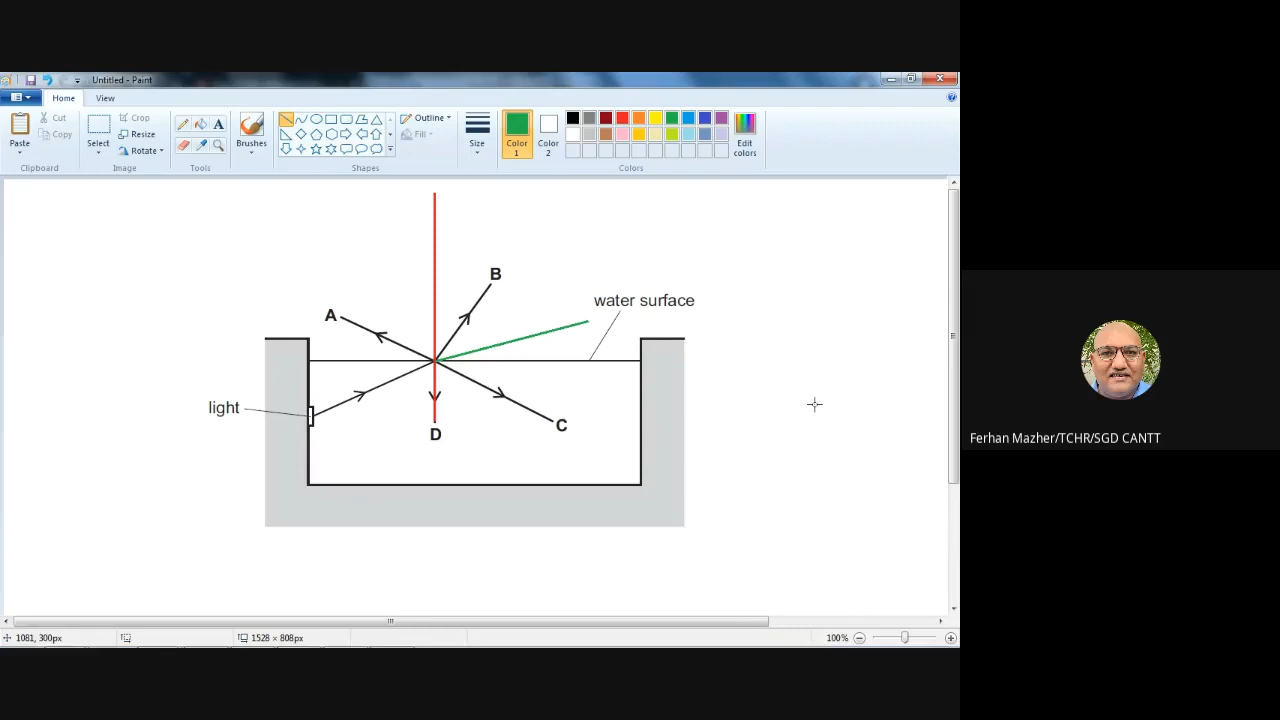 Untitled - Paint
Home View
Paste
Cut
Copy
Clipboard
Select
Crop
Resize
Rotate
Image
A
Tools
Brushes
Outline
Fill
Shapes
Size
Color
1
Color
2
Edit
colors
Colors
B
water surface
A
light
C
D
Ferhan Mazher/TCHR/SGD CANTT
1081, 300px
1528 × 808px
100%